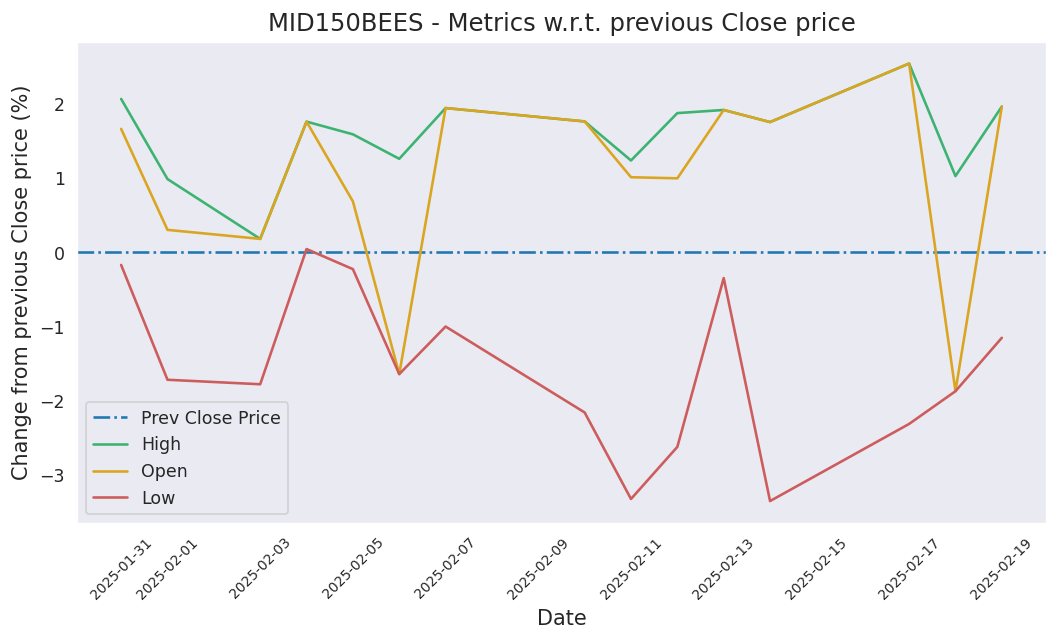 MID150BEES - Metrics w.r.t. previous Close price
Change from previous Close price (%)
2
1
0
−1
−2
−3
Prev Close Price
High
Open
Low
2025-01-31
2025-02-01
2025-02-03
2025-02-05
2025-02-07
2025-02-09
2025-02-11
2025-02-13
2025-02-15
2025-02-17
2025-02-19
Date